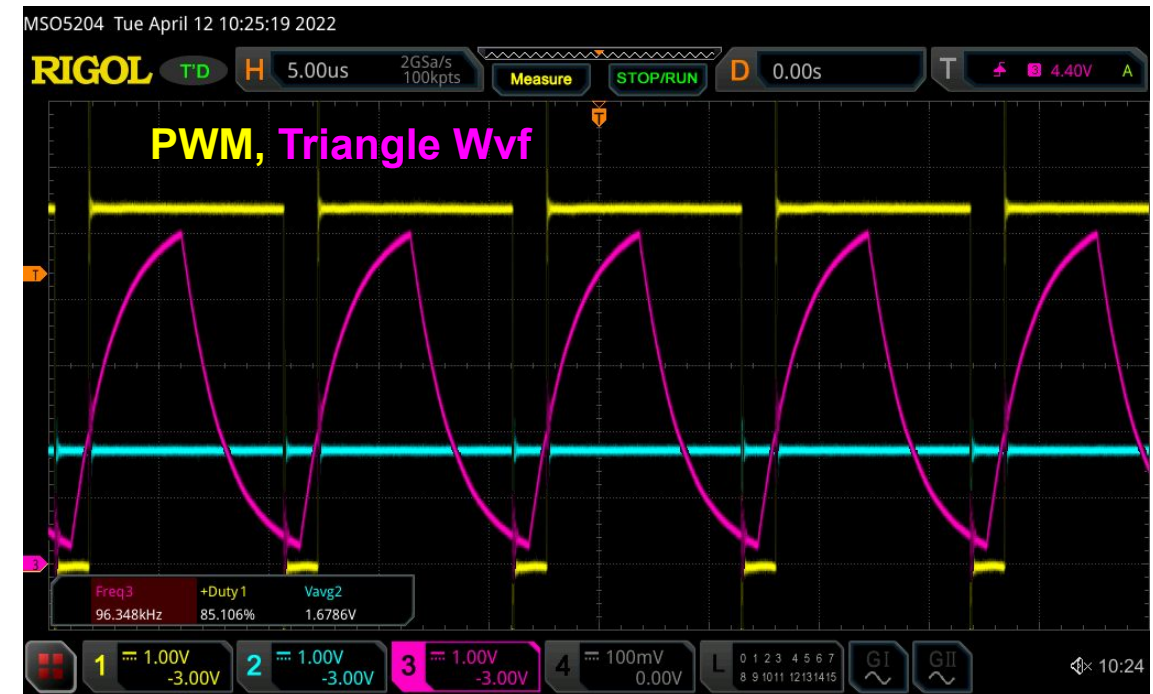 MSO5204 Tue April 12 10:25:19 2022
RIGOL T'D H 5.00us 2GSa/s 100kpts Measure STOP/RUN D 0.00s T 3 4.40V A
T
PWM, Triangle Wvf
T
3
Freq3 +Duty1 Vavg2
96.348kHz 85.106% 1.6786V
1 1.00V -3.00V 2 1.00V -3.00V 3 1.00V -3.00V 4 100mV 0.00V L 0 1 2 3 4 5 6 7 8 9 10 11 12 13 14 15 GI GII 10:24